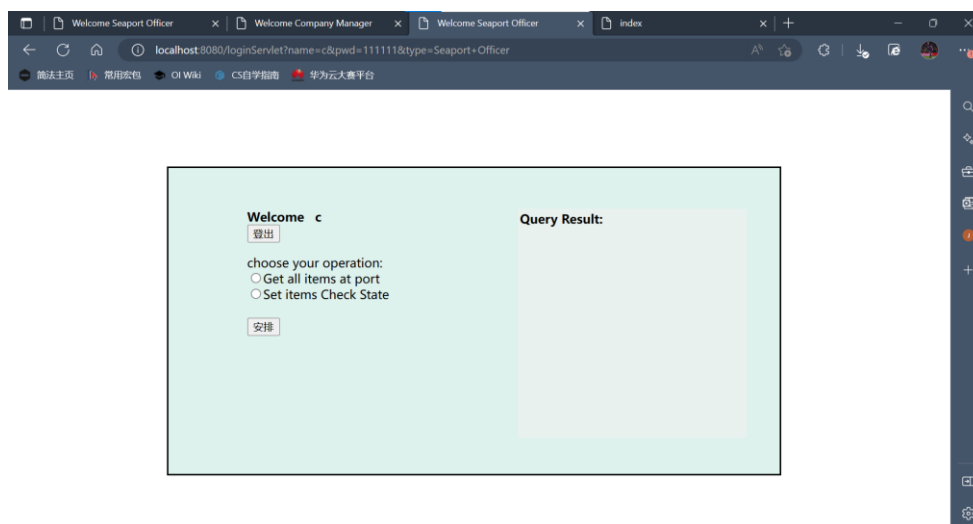 Welcome Seaport Officer
Welcome Company Manager
Welcome Seaport Officer
index
localhost:8080/loginServlet?name=c&pwd=111111&type=Seaport+Officer
简法主页
常用宏包
OI Wiki
CS自学指南
华为云大赛平台
Welcome c
登出
choose your operation:
Get all items at port
Set items Check State
安排
Query Result: